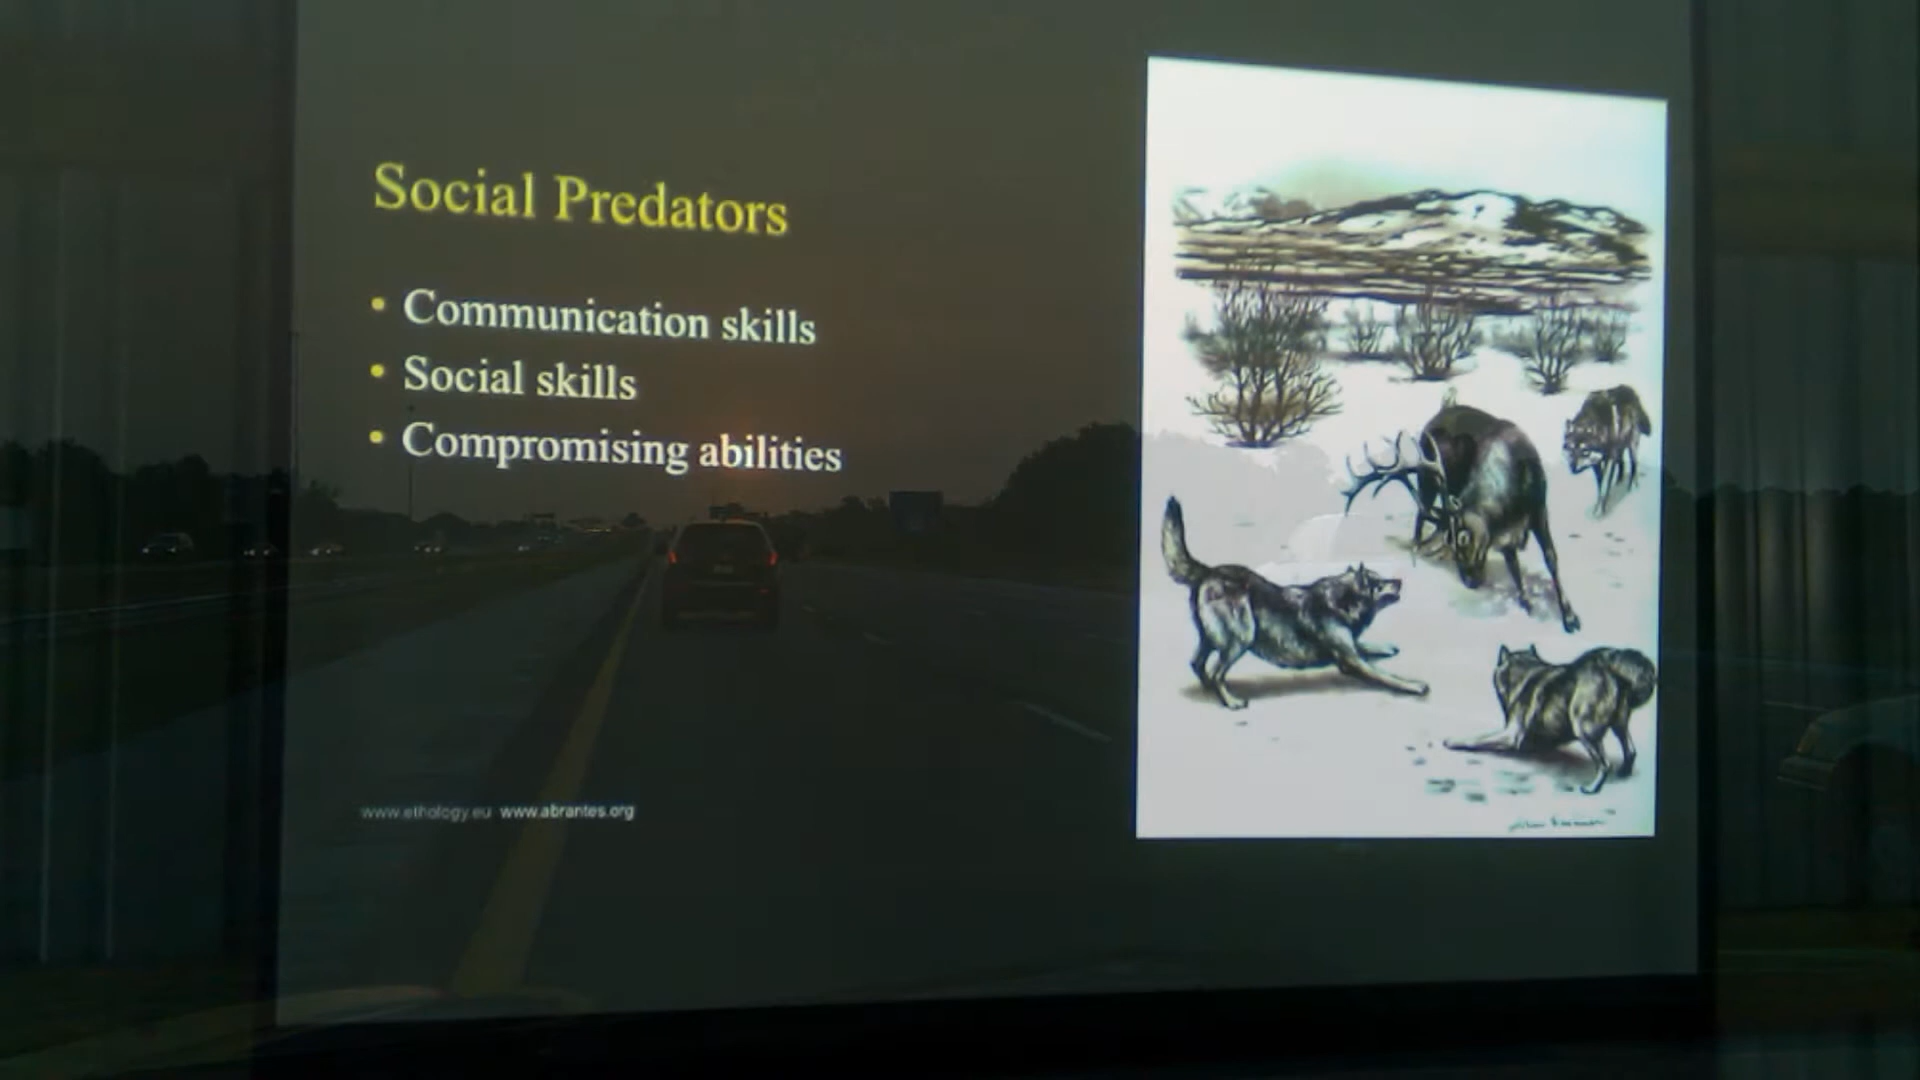 Social Predators
• Communication skills
• Social skills
• Compromising abilities
www.ethology.eu www.abrantes.org